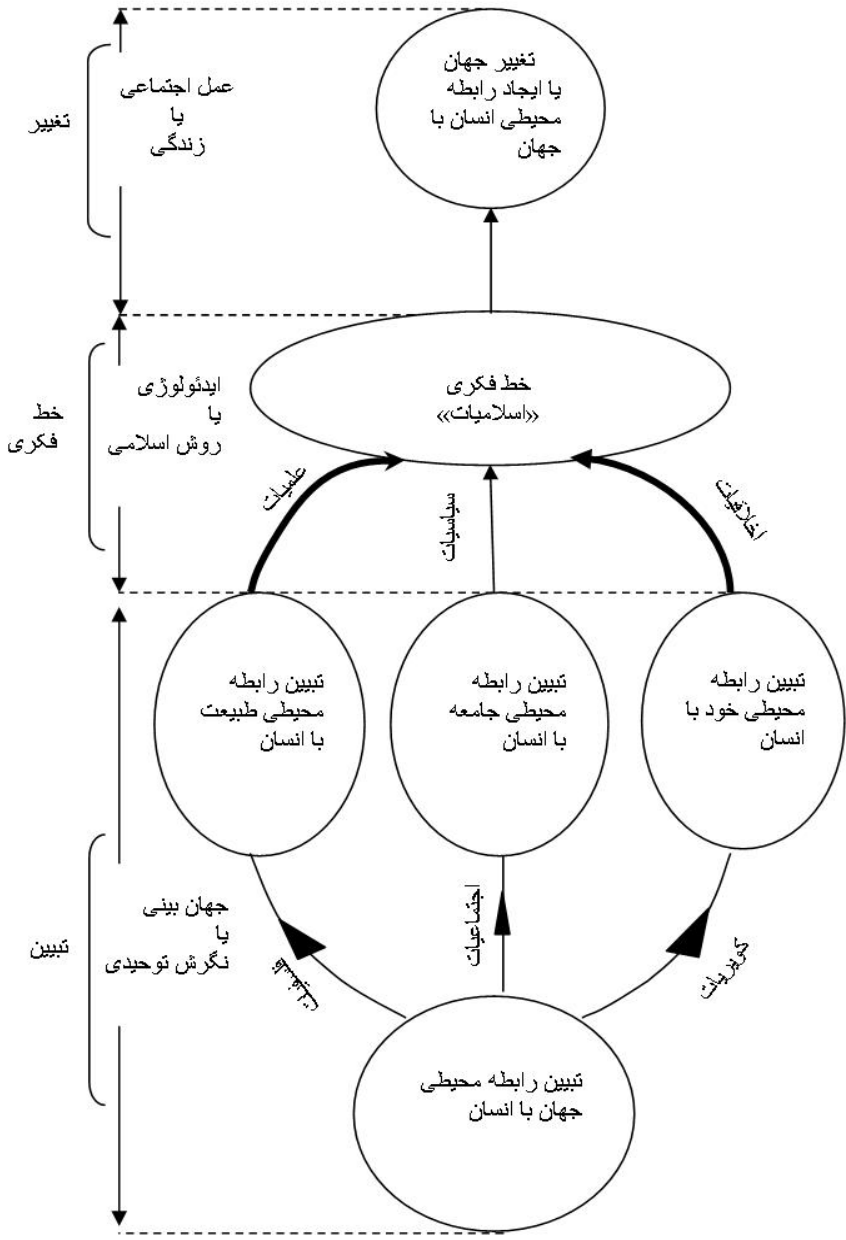 تغییر جهان
یا ایجاد رابطه
محیطی انسان با
جهان
عمل اجتماعی
یا
زندگی
تغییر
خط فکری
«اسلامیات»
ایدئولوژی
یا
روش اسلامی
خط
فکری
اخلاقیات
سیاسیات
علمیات
تبیین رابطه
محیطی خود با
انسان
تبیین رابطه
محیطی جامعه
با انسان
تبیین رابطه
محیطی طبیعت
با انسان
جهان بینی
یا
نگرش توحیدی
تبیین
کویریات
اجتماعیات
تبیین رابطه محیطی
جهان با انسان